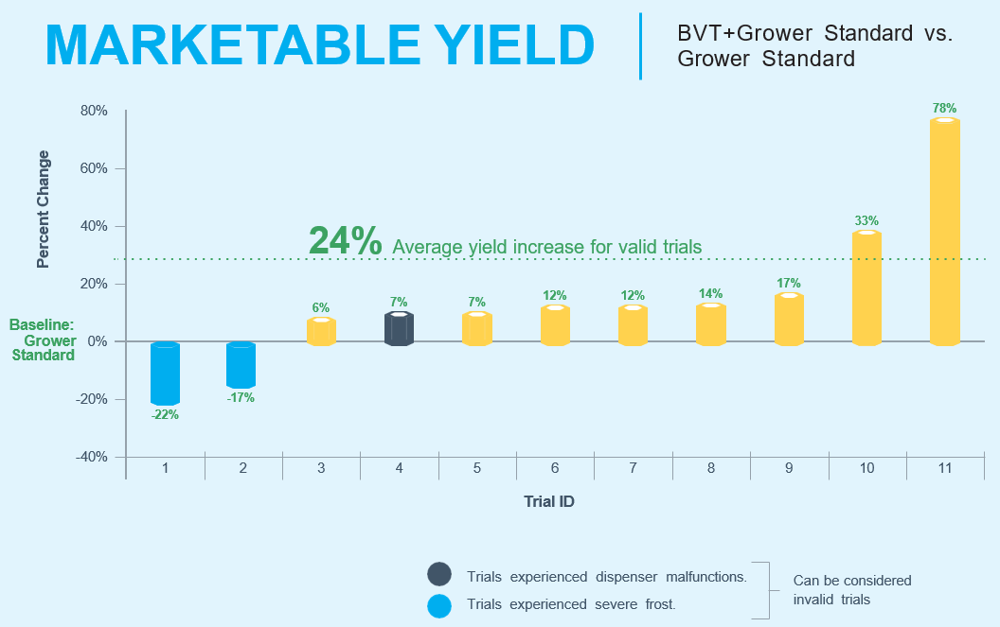 MARKETABLE YIELD
BVT+Grower Standard vs.
Grower Standard
Percent Change
80%
60%
40%
20%
0%
-20%
-40%
Baseline:
Grower
Standard
24% Average yield increase for valid trials
-22%
-17%
6%
7%
7%
12%
12%
14%
17%
33%
78%
1 2 3 4 5 6 7 8 9 10 11
Trial ID
Trials experienced dispenser malfunctions.
Trials experienced severe frost.
Can be considered
invalid trials